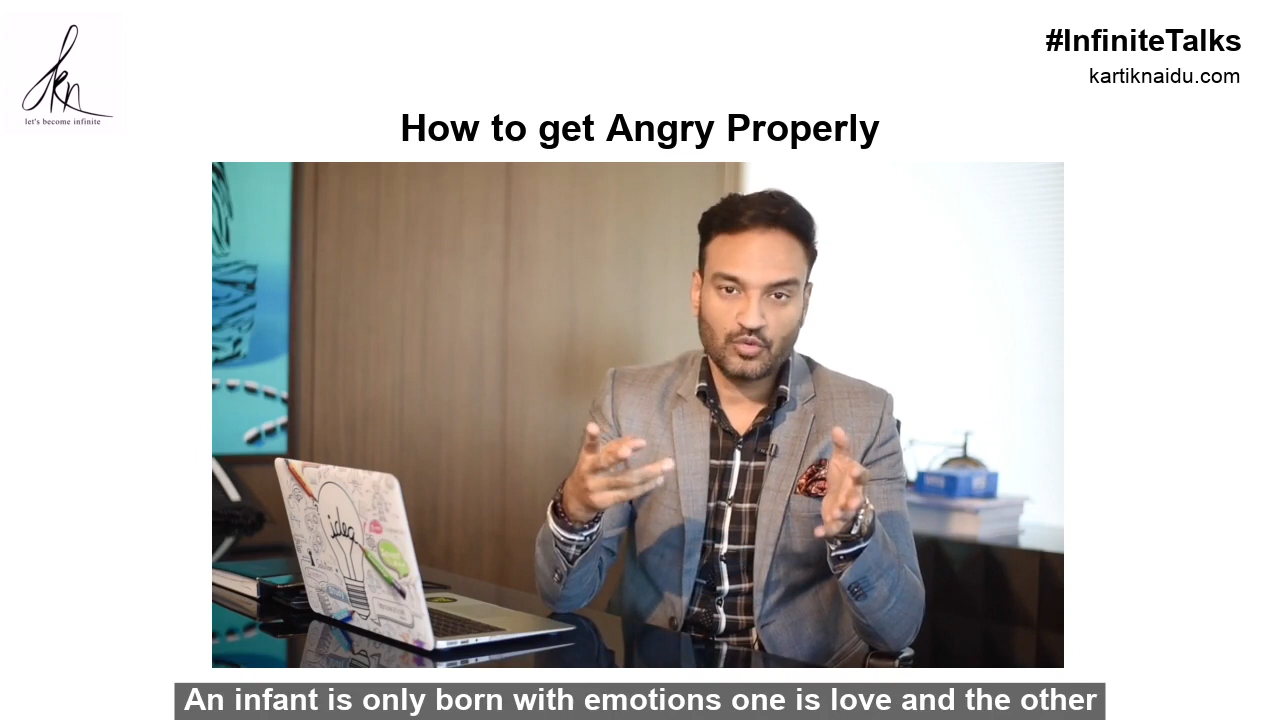 #InfiniteTalks
kartiknaidu.com
let's become infinite
How to get Angry Properly
idea
An infant is only born with emotions one is love and the other